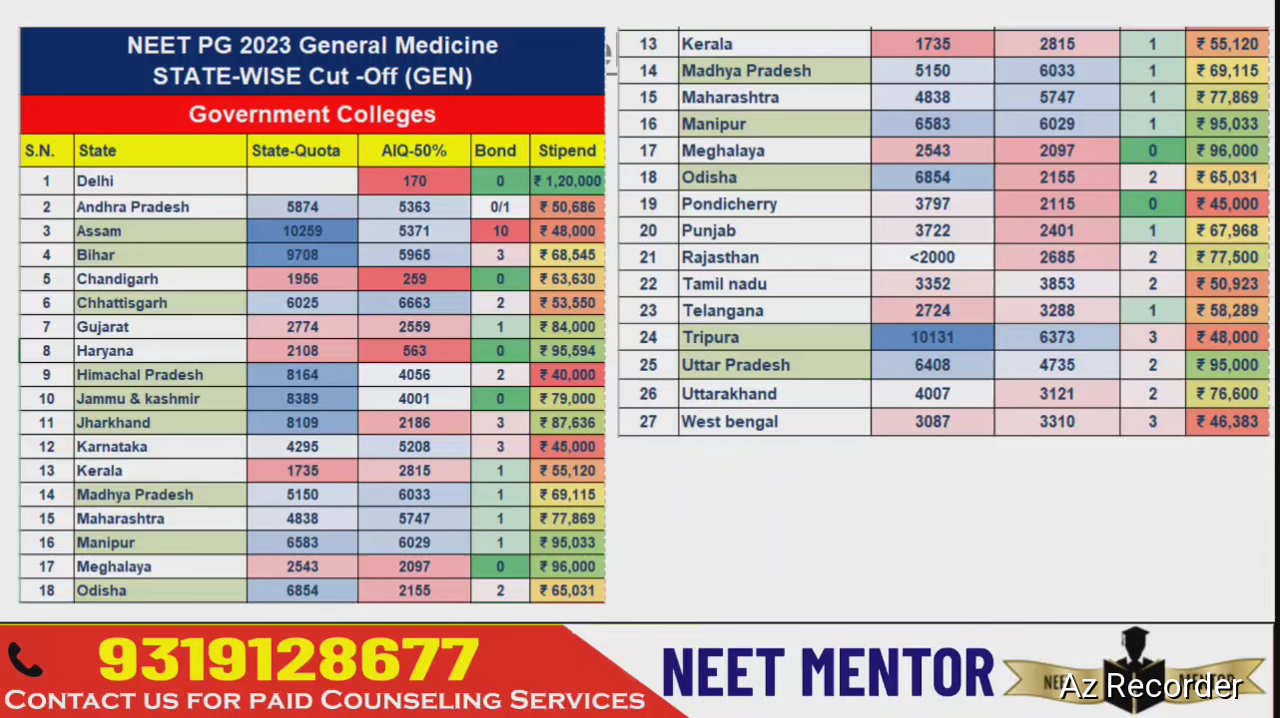 NEET PG 2023 General Medicine
STATE-WISE Cut -Off (GEN)
Government Colleges
S.N. State State-Quota AIQ-50% Bond Stipend
1 Delhi 170 0 ₹ 1,20,000
2 Andhra Pradesh 5874 5363 0/1 ₹ 50,686
3 Assam 10259 5371 10 ₹ 48,000
4 Bihar 9708 5965 3 ₹ 68,545
5 Chandigarh 1956 259 0 ₹ 63,630
6 Chhattisgarh 6025 6663 2 ₹ 53,550
7 Gujarat 2774 2559 1 ₹ 84,000
8 Haryana 2108 563 0 ₹ 95,594
9 Himachal Pradesh 8164 4056 2 ₹ 40,000
10 Jammu & kashmir 8389 4001 0 ₹ 79,000
11 Jharkhand 8109 2186 3 ₹ 87,636
12 Karnataka 4295 5208 3 ₹ 45,000
13 Kerala 1735 2815 1 ₹ 55,120
14 Madhya Pradesh 5150 6033 1 ₹ 69,115
15 Maharashtra 4838 5747 1 ₹ 77,869
16 Manipur 6583 6029 1 ₹ 95,033
17 Meghalaya 2543 2097 0 ₹ 96,000
18 Odisha 6854 2155 2 ₹ 65,031
13 Kerala 1735 2815 1 ₹ 55,120
14 Madhya Pradesh 5150 6033 1 ₹ 69,115
15 Maharashtra 4838 5747 1 ₹ 77,869
16 Manipur 6583 6029 1 ₹ 95,033
17 Meghalaya 2543 2097 0 ₹ 96,000
18 Odisha 6854 2155 2 ₹ 65,031
19 Pondicherry 3797 2115 0 ₹ 45,000
20 Punjab 3722 2401 1 ₹ 67,968
21 Rajasthan <2000 2685 2 ₹ 77,500
22 Tamil nadu 3352 3853 2 ₹ 50,923
23 Telangana 2724 3288 1 ₹ 58,289
24 Tripura 10131 6373 3 ₹ 48,000
25 Uttar Pradesh 6408 4735 2 ₹ 95,000
26 Uttarakhand 4007 3121 2 ₹ 76,600
27 West bengal 3087 3310 3 ₹ 46,383
9319128677
Contact us for paid Counseling Services
NEET MENTOR
Az Recorder